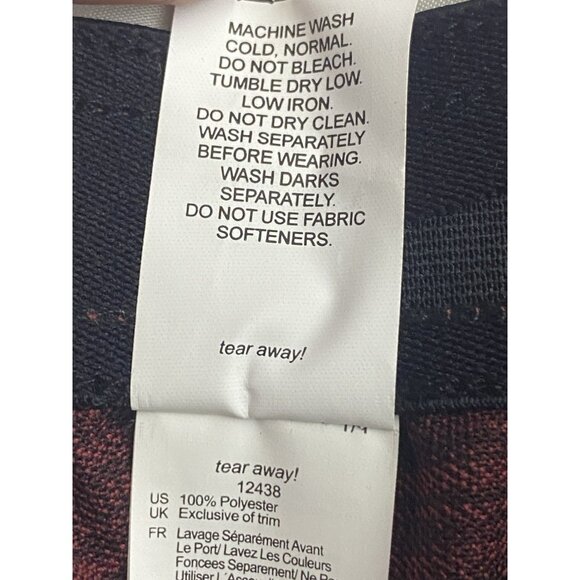 MACHINE WASH
COLD, NORMAL.
DO NOT BLEACH.
TUMBLE DRY LOW.
LOW IRON.
DO NOT DRY CLEAN.
WASH SEPARATELY
BEFORE WEARING.
WASH DARKS
SEPARATELY.
DO NOT USE FABRIC
SOFTENERS.
tear away!
tear away!
12438
US 100% Polyester
UK Exclusive of trim
FR Lavage Séparément Avant
Le Port/ Lavez Les Couleurs
Foncees Separement/ Ne
Utiliser L'